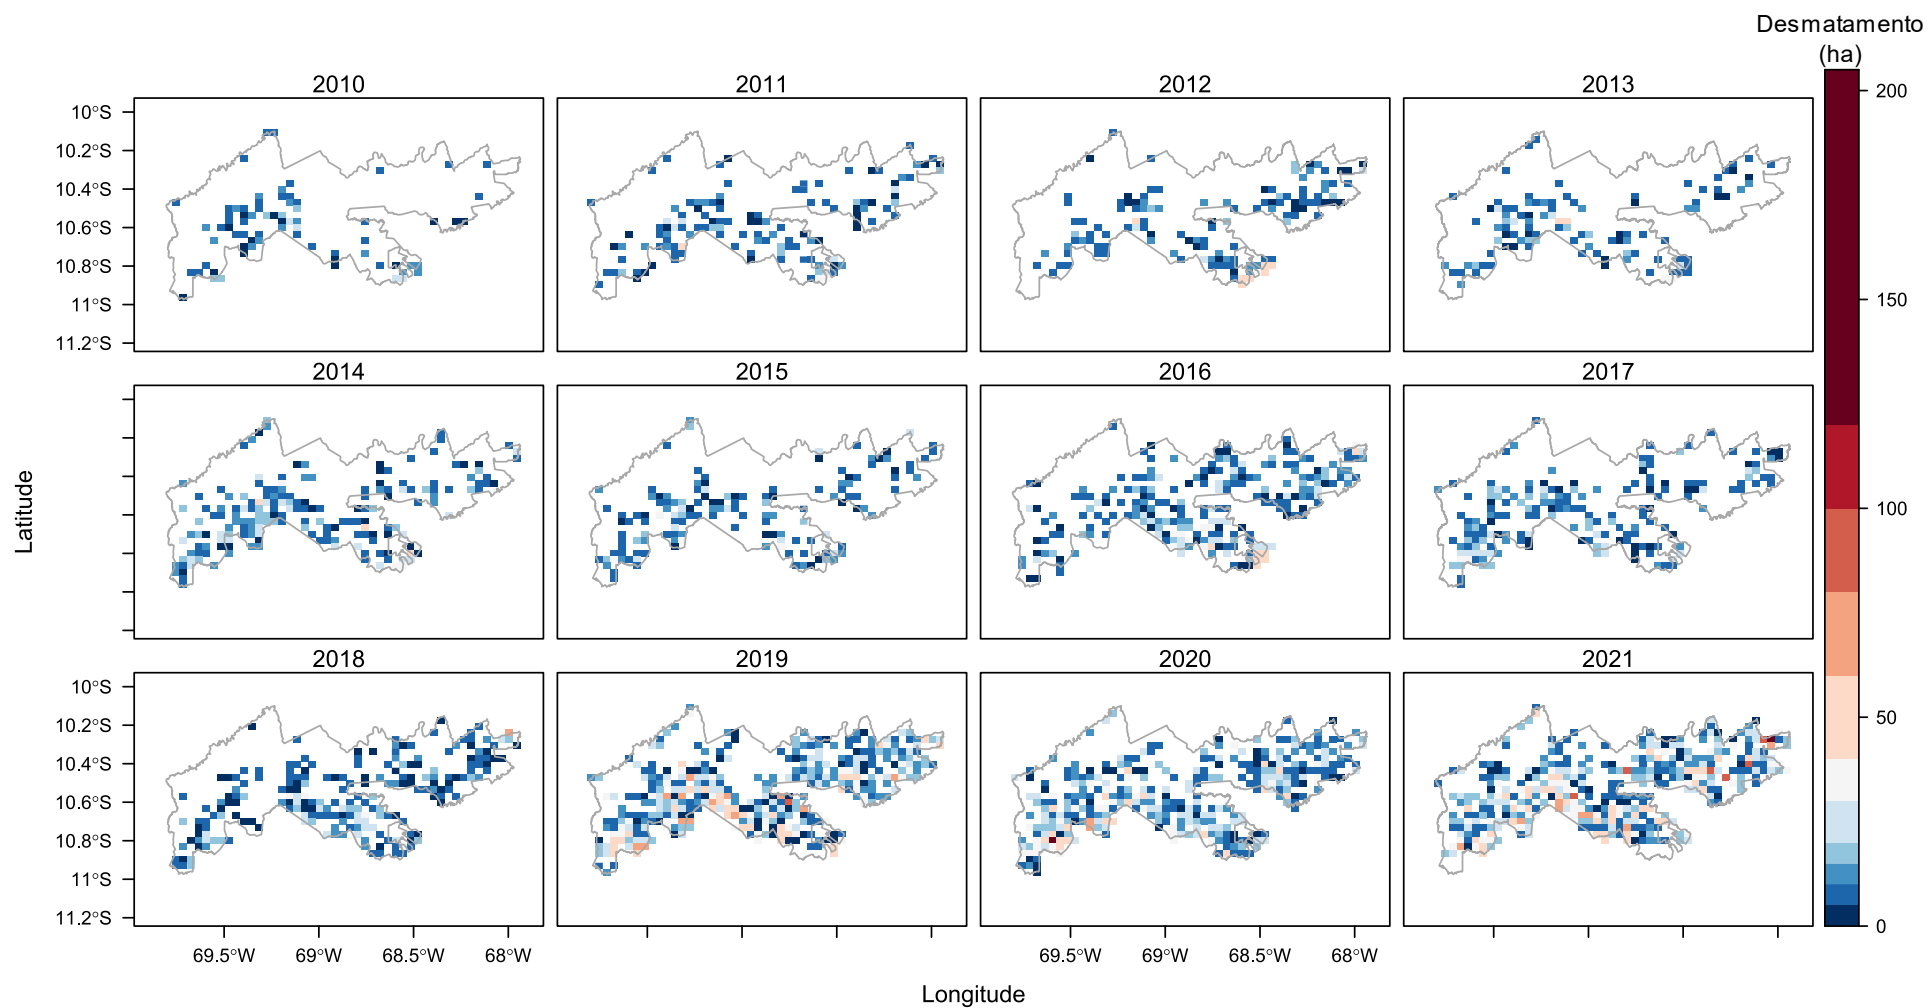 Desmatamento
(ha)
2010
2011
2012
2013
10°S
10.2°S
10.4°S
10.6°S
10.8°S
11°S
11.2°S
200
150
100
50
0
2014
2015
2016
2017
Latitude
2018
2019
2020
2021
10°S
10.2°S
10.4°S
10.6°S
10.8°S
11°S
11.2°S
69.5°W
69°W
68.5°W
68°W
69.5°W
69°W
68.5°W
68°W
Longitude